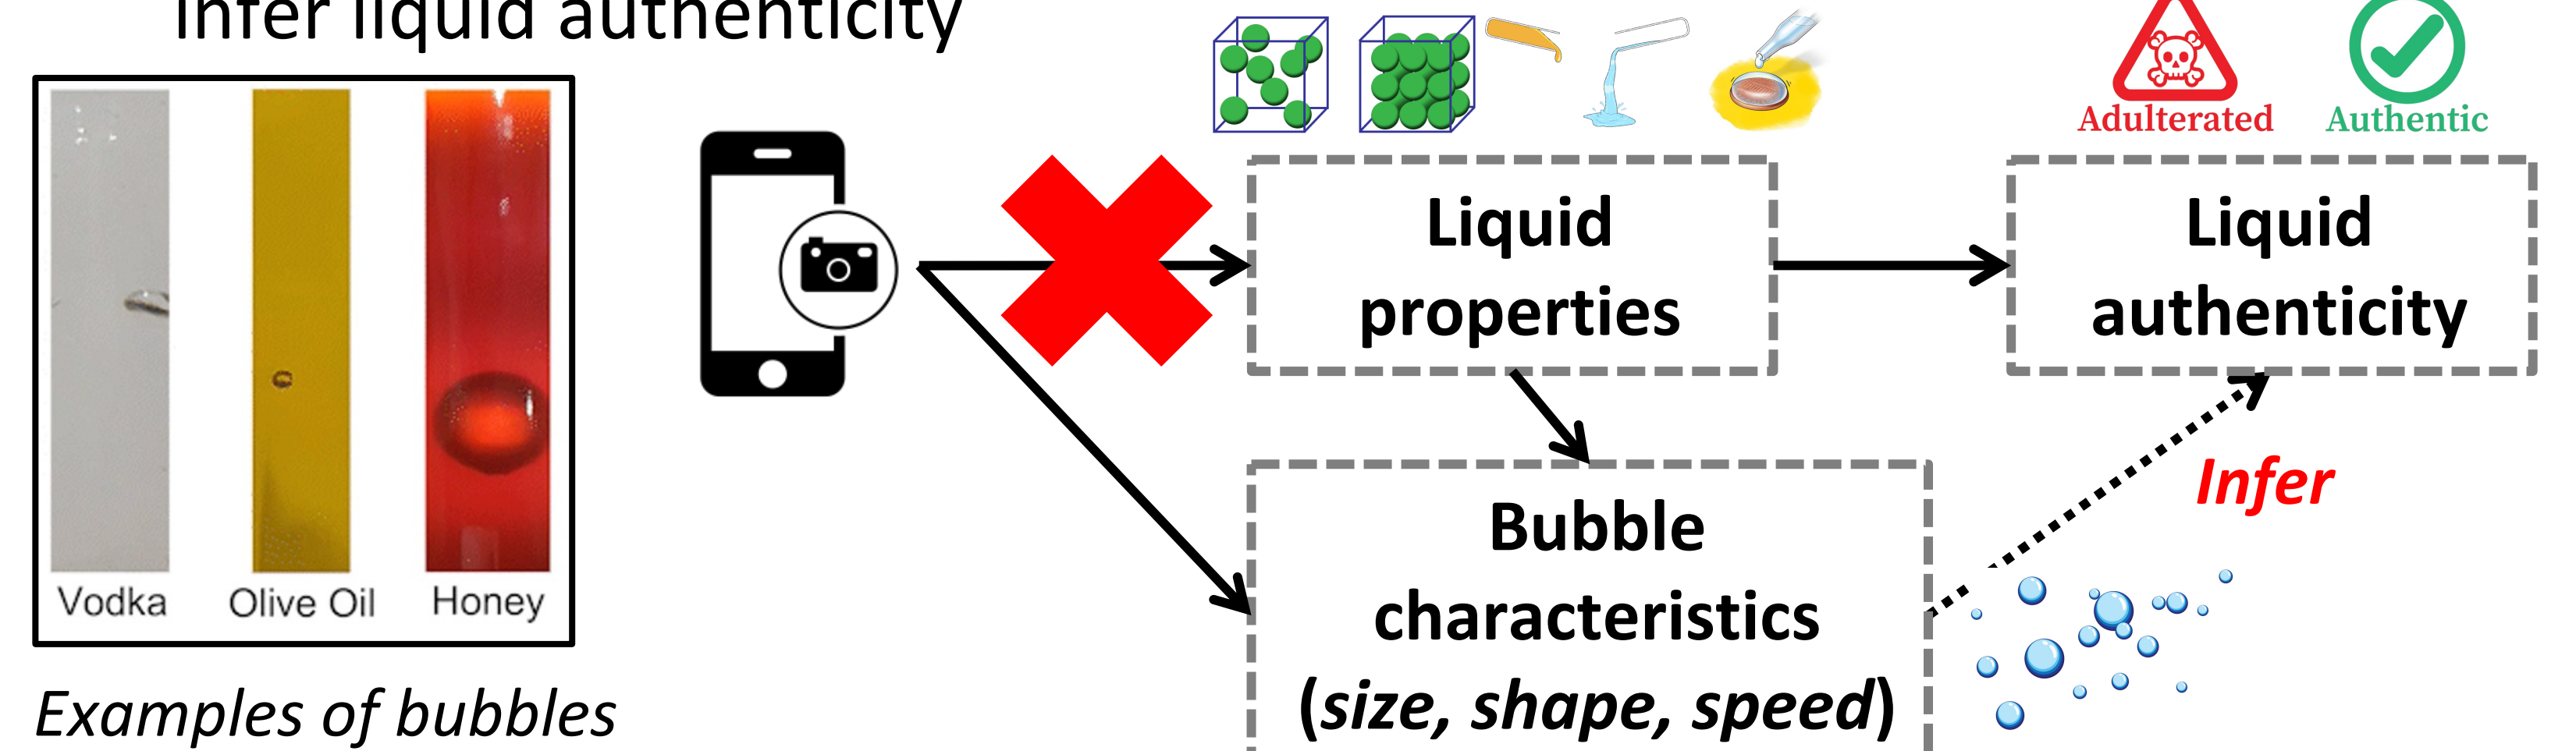 Infer liquid authenticity
Vodka
Olive Oil
Honey
Examples of bubbles
Adulterated
Authentic
Liquid
properties
Liquid
authenticity
Infer
Bubble
characteristics
(size, shape, speed)